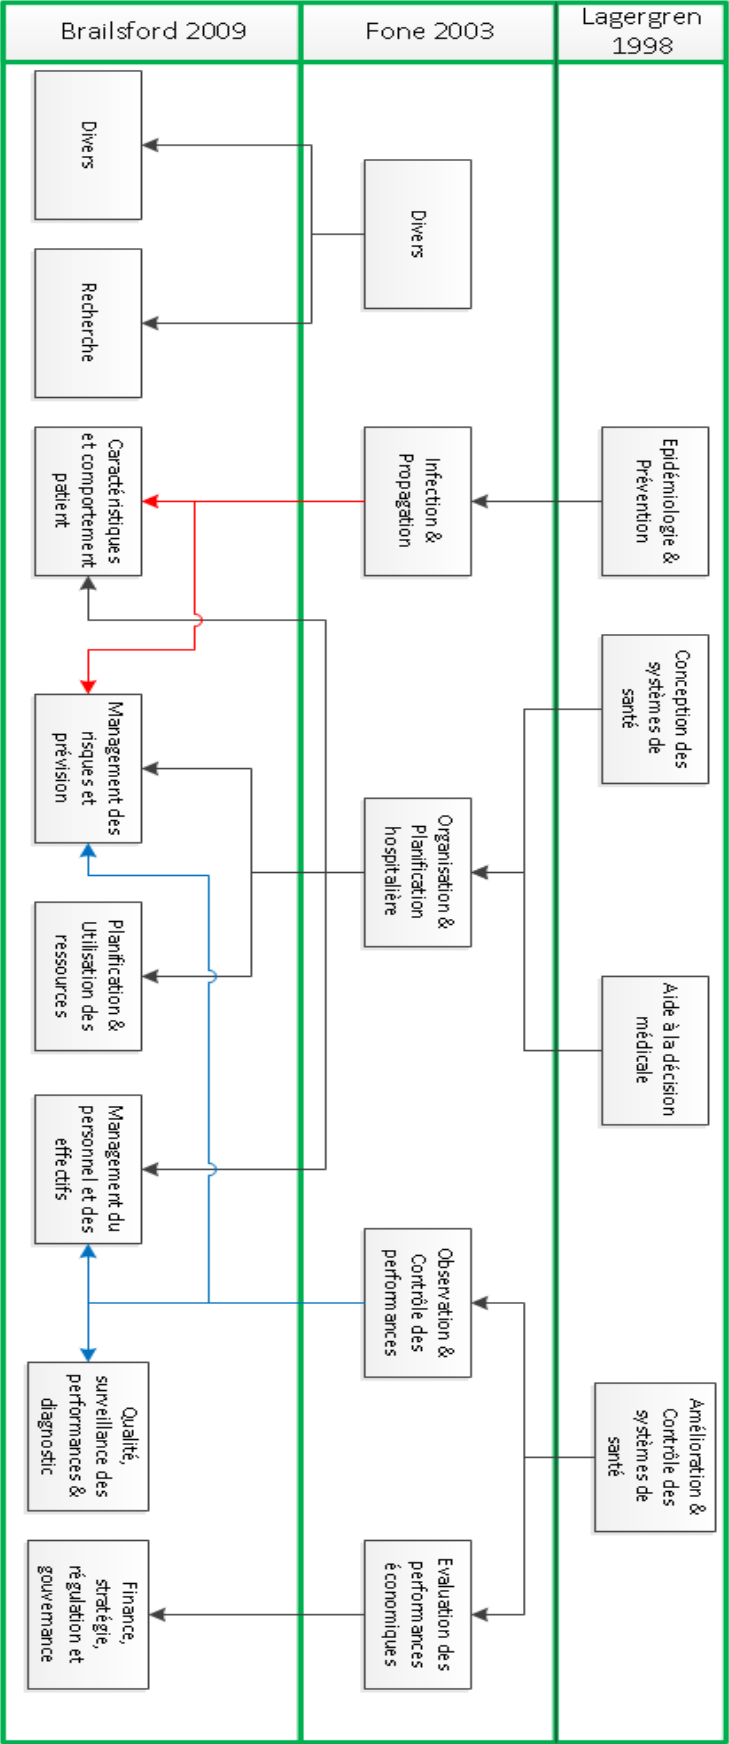 Brailsford 2009
Fone 2003
Lagergren
1998
Divers
Recherche
Caractéristiques
et comportement
patient
Management des
risques et
prévision
Planification &
Utilisation des
ressources
Management du
personnel et des
effectifs
Qualité,
surveillance des
performances &
diagnostic
Finance,
stratégie,
régulation et
gouvernance
Divers
Infection &
Propagation
Organisation &
Planification
hospitalière
Observation &
Contrôle des
performances
Evaluation des
performances
économiques
Epidémiologie &
Prévention
Conception des
systèmes de
santé
Aide à la décision
médicale
Amélioration &
Contrôle des
systèmes de
santé